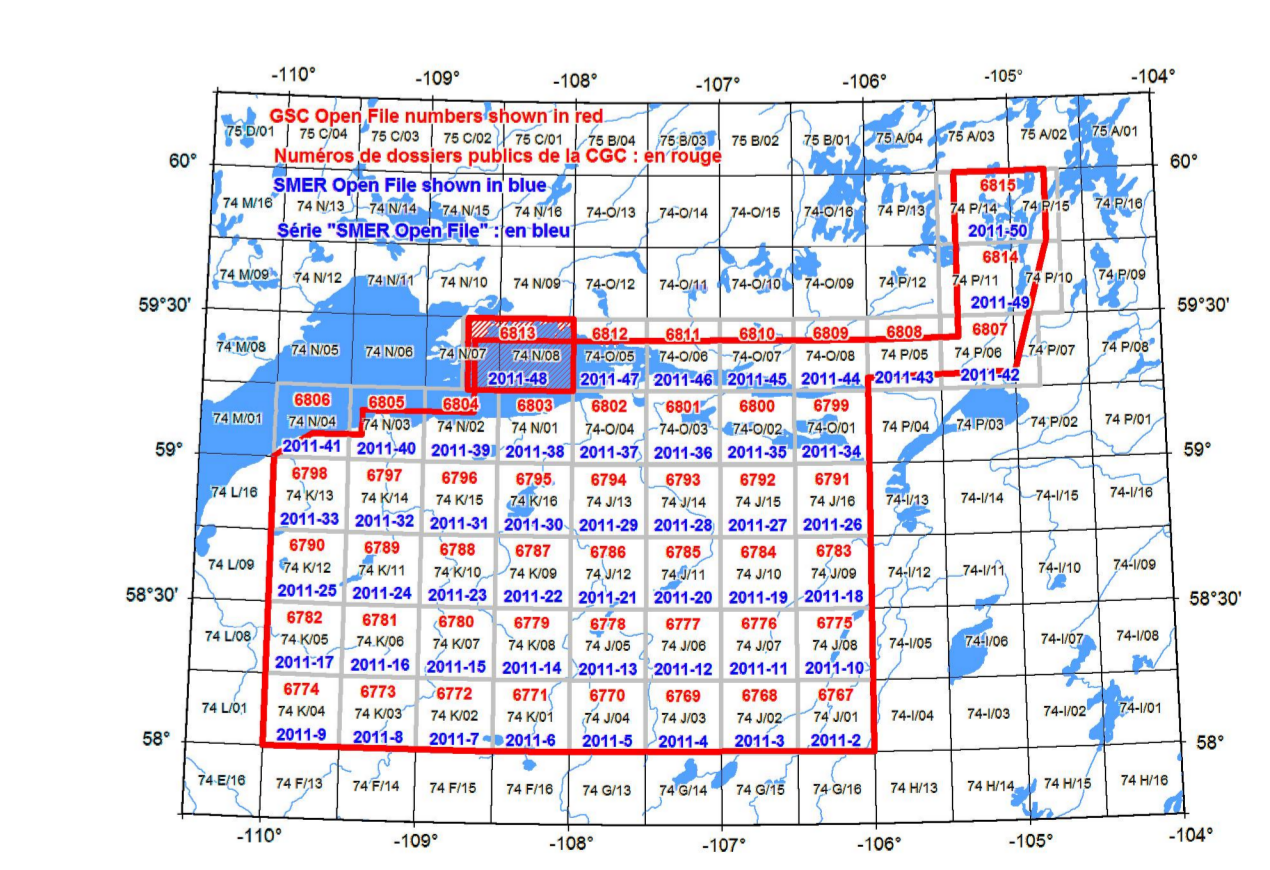 -110° -109° -108° -107° -106° -105° -104°
GSC Open File numbers shown in red
75 D/01 75 C/04 75 C/03 75 C/02 75 C/01 75 B/04 75 B/03 75 B/02 75 B/01 75 A/04 75 A/03 75 A/02 75 A/01
Numéros de dossiers publics de la CGC : en rouge
60° 60°
SMER Open File shown in blue
6815
74 M/16 74 N/13 74 N/14 74 N/15 74 N/16 74-O/13 74-O/14 74-O/15 74-O/16 74 P/13 74 P/14 74 P/15 74 P/16
Série "SMER Open File" : en bleu
2011-50
6814
74 M/09 74 N/12 74 N/11 74 N/10 74 N/09 74-O/12 74-O/11 74-O/10 74-O/09 74 P/12 74 P/11 74 P/10 74 P/09
2011-49
59°30' 59°30'
6813 6812 6811 6810 6809 6808 6807
74 M/08 74 N/05 74 N/06 74 N/07 74 N/08 74-O/05 74-O/06 74-O/07 74-O/08 74 P/05 74 P/06 74 P/07 74 P/08
2011-48 2011-47 2011-46 2011-45 2011-44 2011-43 2011-42
6806 6805 6804 6803 6802 6801 6800 6799
74 M/01 74 N/04 74 N/03 74 N/02 74 N/01 74-O/04 74-O/03 74-O/02 74-O/01 74 P/04 74 P/03 74 P/02 74 P/01
2011-41 2011-40 2011-39 2011-38 2011-37 2011-36 2011-35 2011-34
59° 59°
6798 6797 6796 6795 6794 6793 6792 6791
74 L/16 74 K/13 74 K/14 74 K/15 74 K/16 74 J/13 74 J/14 74 J/15 74 J/16 74-I/13 74-I/14 74-I/15 74-I/16
2011-33 2011-32 2011-31 2011-30 2011-29 2011-28 2011-27 2011-26
6790 6789 6788 6787 6786 6785 6784 6783
74 L/09 74 K/12 74 K/11 74 K/10 74 K/09 74 J/12 74 J/11 74 J/10 74 J/09 74-I/12 74-I/11 74-I/10 74-I/09
2011-25 2011-24 2011-23 2011-22 2011-21 2011-20 2011-19 2011-18
58°30' 58°30'
6782 6781 6780 6779 6778 6777 6776 6775
74 L/08 74 K/05 74 K/06 74 K/07 74 K/08 74 J/05 74 J/06 74 J/07 74 J/08 74-I/05 74-I/06 74-I/07 74-I/08
2011-17 2011-16 2011-15 2011-14 2011-13 2011-12 2011-11 2011-10
6774 6773 6772 6771 6770 6769 6768 6767
74 L/01 74 K/04 74 K/03 74 K/02 74 K/01 74 J/04 74 J/03 74 J/02 74 J/01 74-I/04 74-I/03 74-I/02 74-I/01
2011-9 2011-8 2011-7 2011-6 2011-5 2011-4 2011-3 2011-2
58° 58°
74 E/16 74 F/13 74 F/14 74 F/15 74 F/16 74 G/13 74 G/14 74 G/15 74 G/16 74 H/13 74 H/14 74 H/15 74 H/16
-110° -109° -108° -107° -106° -105° -104°